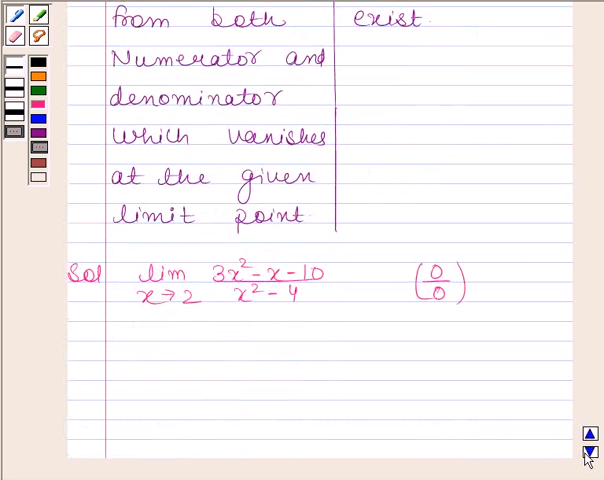 from both exist.
Numerator and
denominator
which vanishes
at the given
limit point.
Sol lim x→2 (3x² - x - 10)/(x² - 4) (0/0)